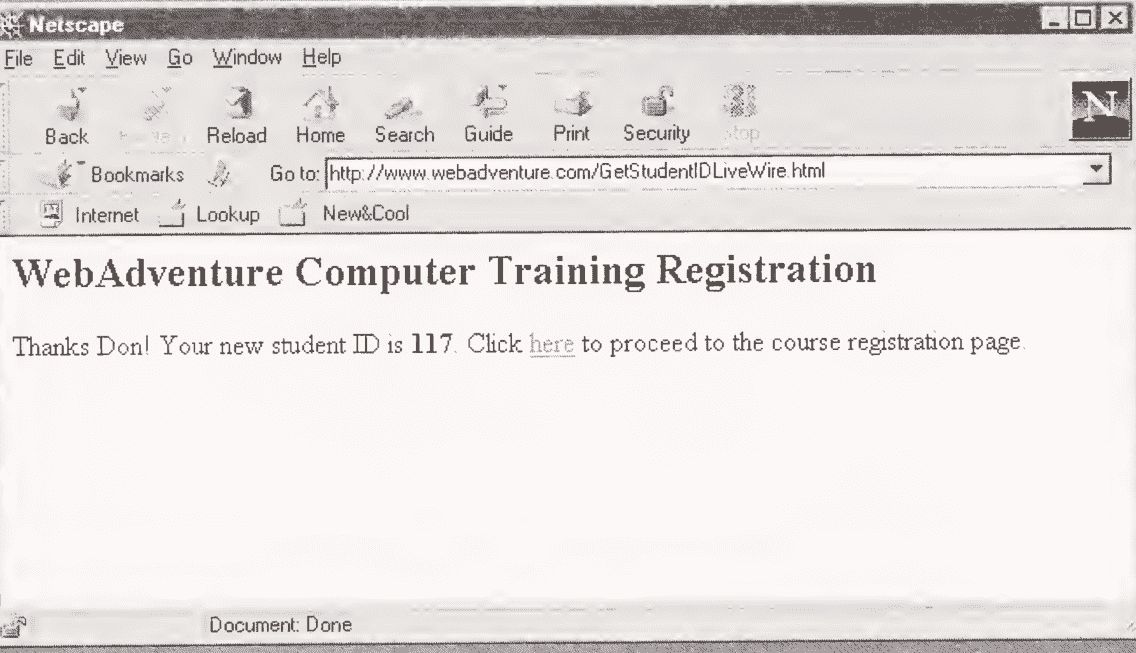 Netscape
File Edit View Go Window Help
N
Back Reload Home Search Guide Print Security Stop
Bookmarks Go to: http://www.webadventure.com/GetStudentIDLiveWire.html
Internet Lookup New&Cool
WebAdventure Computer Training Registration
Thanks Don! Your new student ID is 117. Click here to proceed to the course registration page.
Document: Done